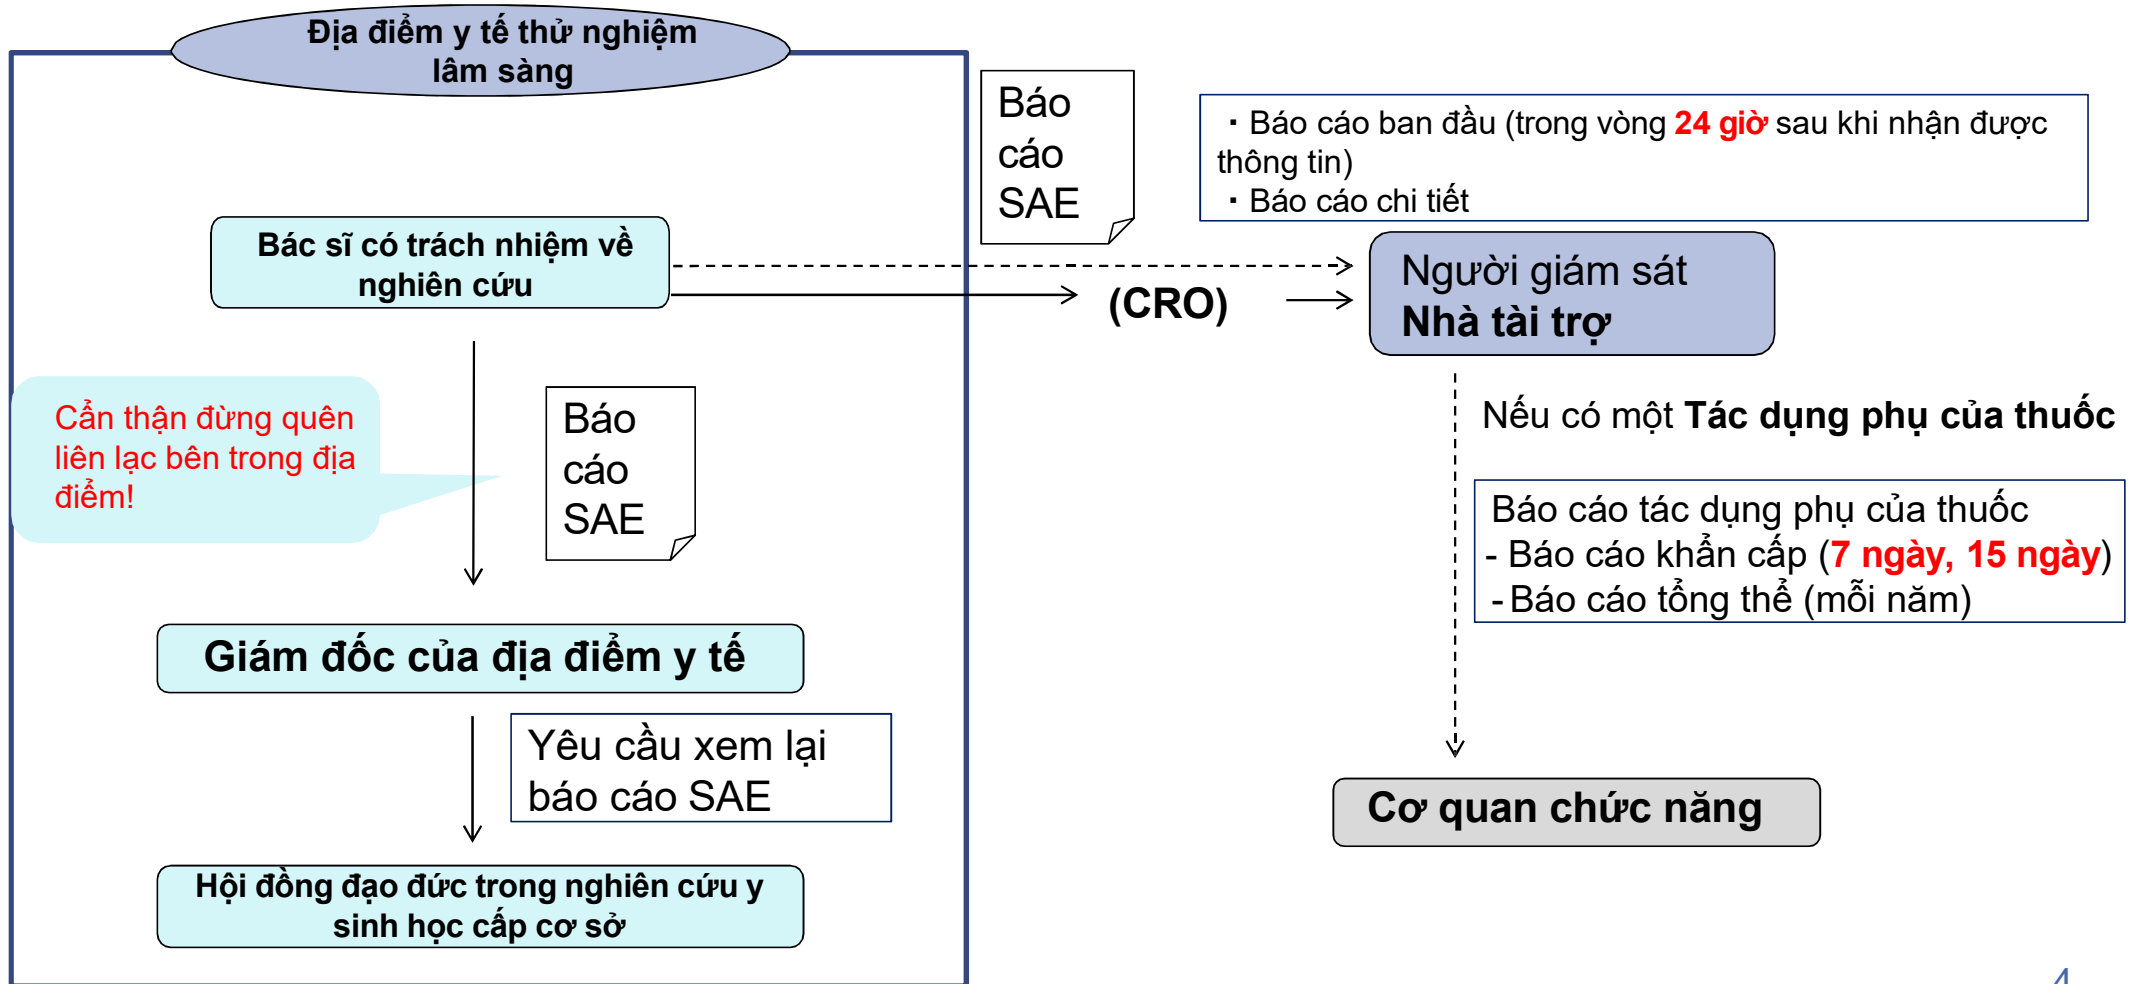 Địa điểm y tế thử nghiệm
lâm sàng
Báo
cáo
SAE
・Báo cáo ban đầu (trong vòng 24 giờ sau khi nhận được
thông tin)
・Báo cáo chi tiết
Bác sĩ có trách nhiệm về
nghiên cứu
(CRO)
Người giám sát
Nhà tài trợ
Cẩn thận đừng quên
liên lạc bên trong địa
điểm!
Báo
cáo
SAE
Nếu có một Tác dụng phụ của thuốc
Báo cáo tác dụng phụ của thuốc
- Báo cáo khẩn cấp (7 ngày, 15 ngày)
- Báo cáo tổng thể (mỗi năm)
Giám đốc của địa điểm y tế
Yêu cầu xem lại
báo cáo SAE
Cơ quan chức năng
Hội đồng đạo đức trong nghiên cứu y
sinh học cấp cơ sở
4